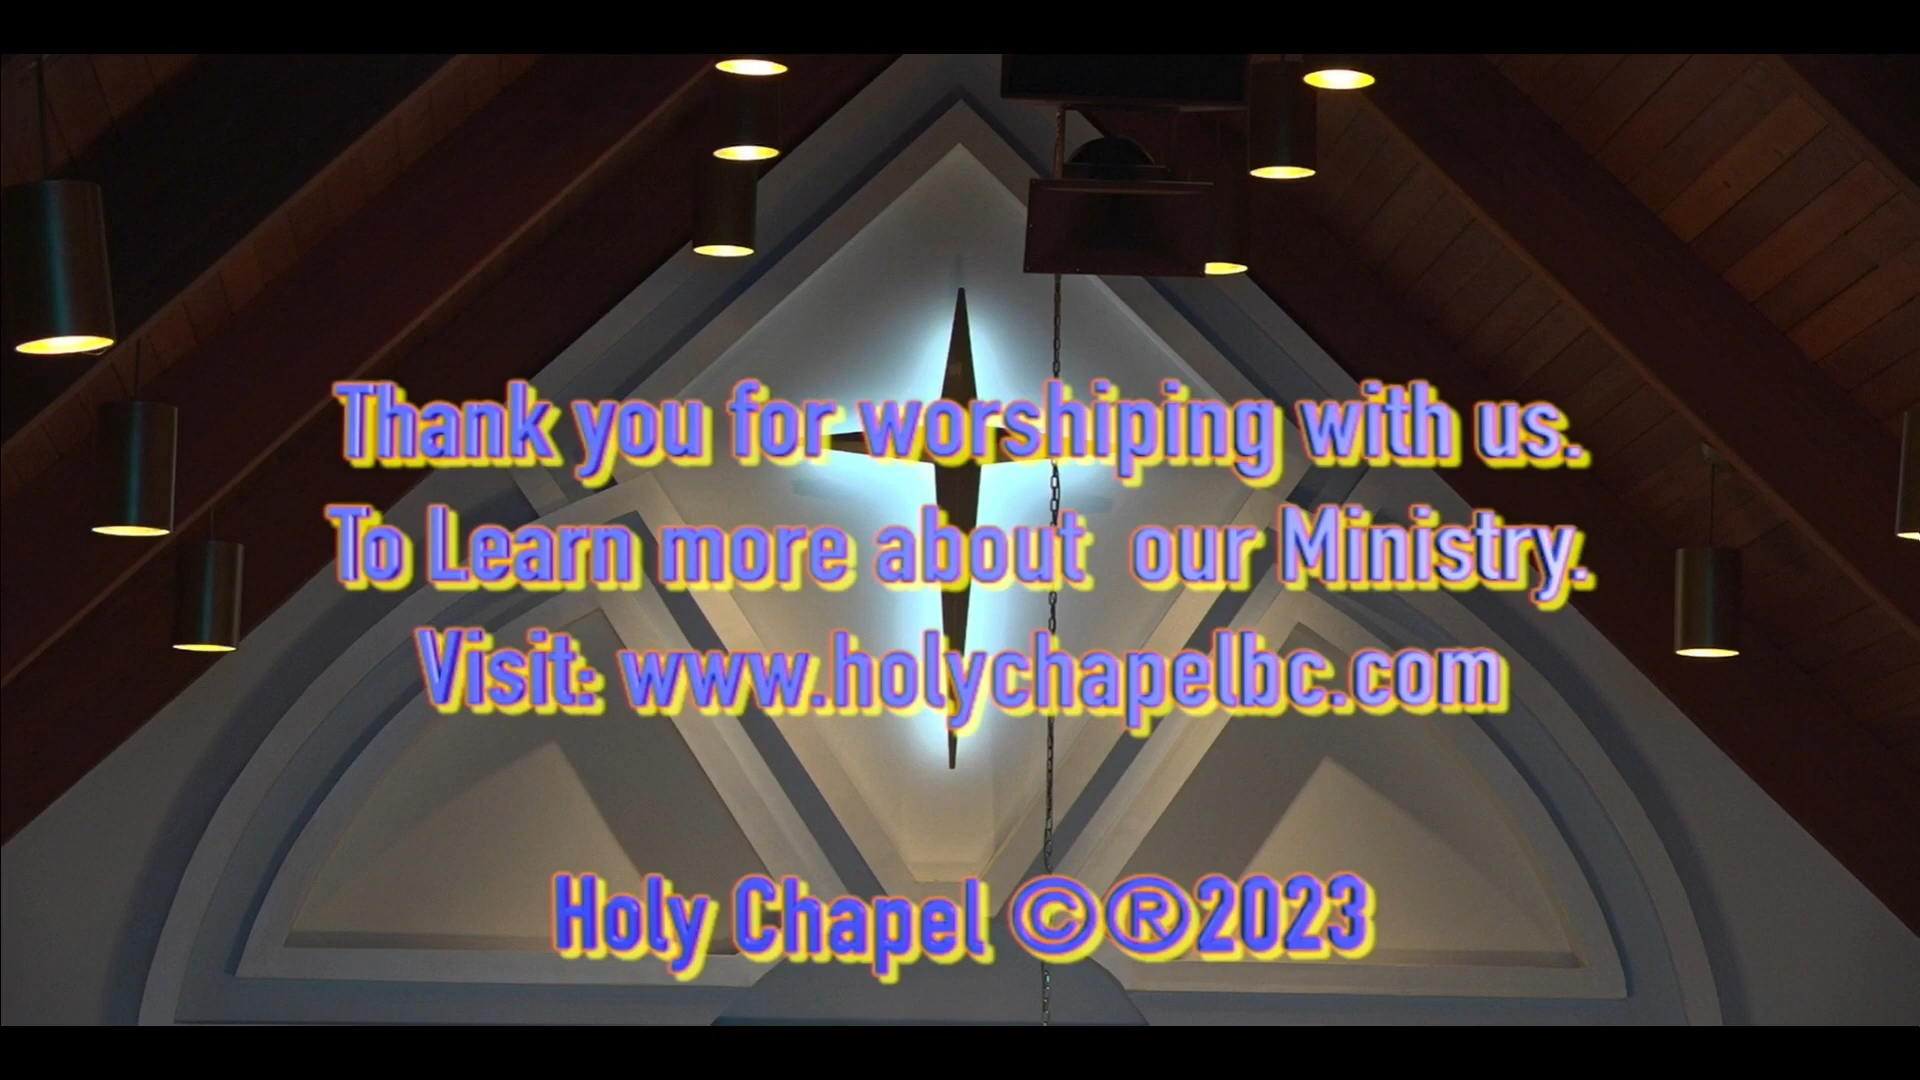 Thank you for worshiping with us.
To Learn more about our Ministry.
Visit: www.holychapelbc.com
Holy Chapel ©®2023